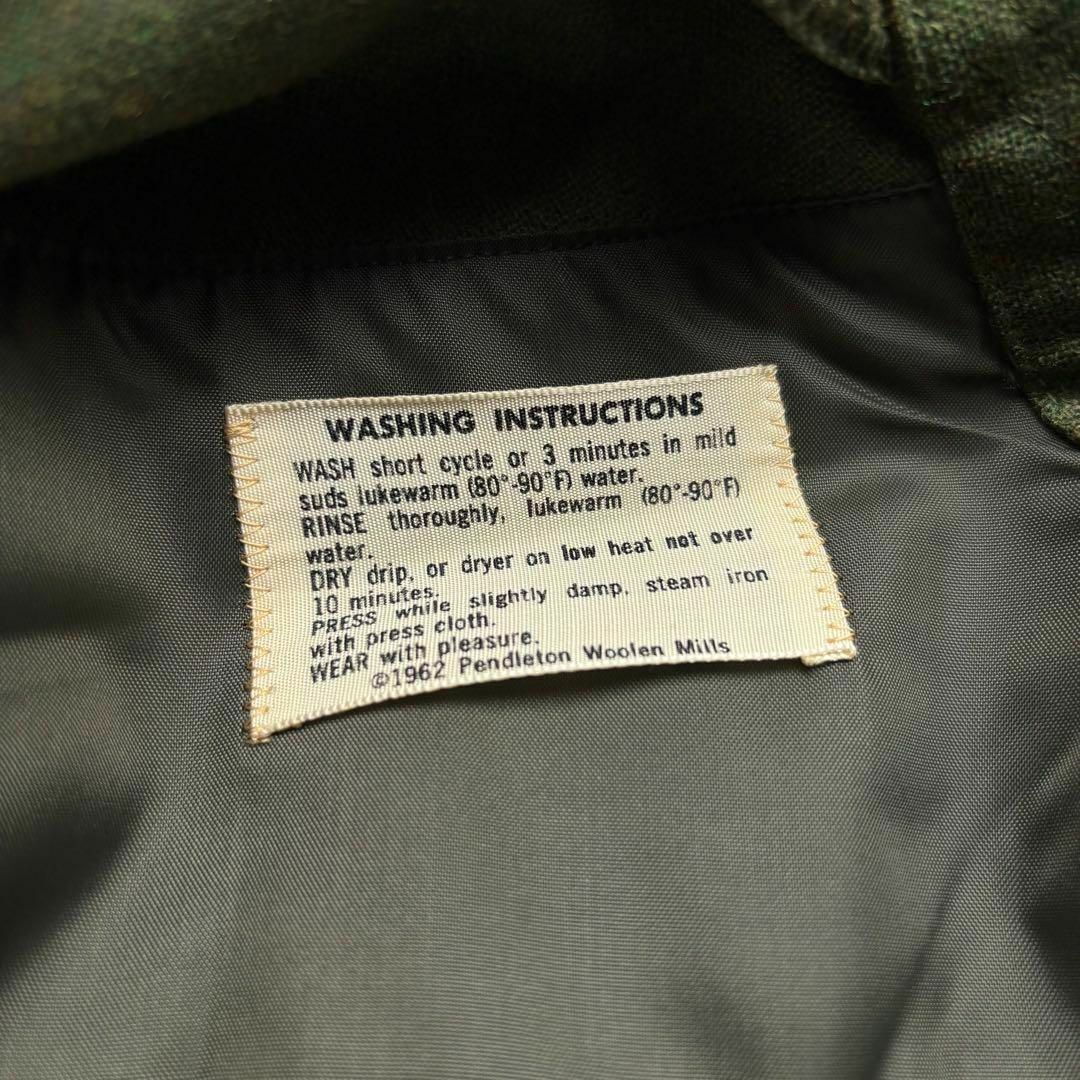 WASHING INSTRUCTIONS
WASH short cycle or 3 minutes in mild
suds lukewarm (80°-90°F) water.
RINSE thoroughly, lukewarm (80°-90°F)
water.
DRY drip, or dryer on low heat not over
10 minutes.
PRESS while slightly damp, steam iron
with press cloth.
WEAR with pleasure.
©1962 Pendleton Woolen Mills